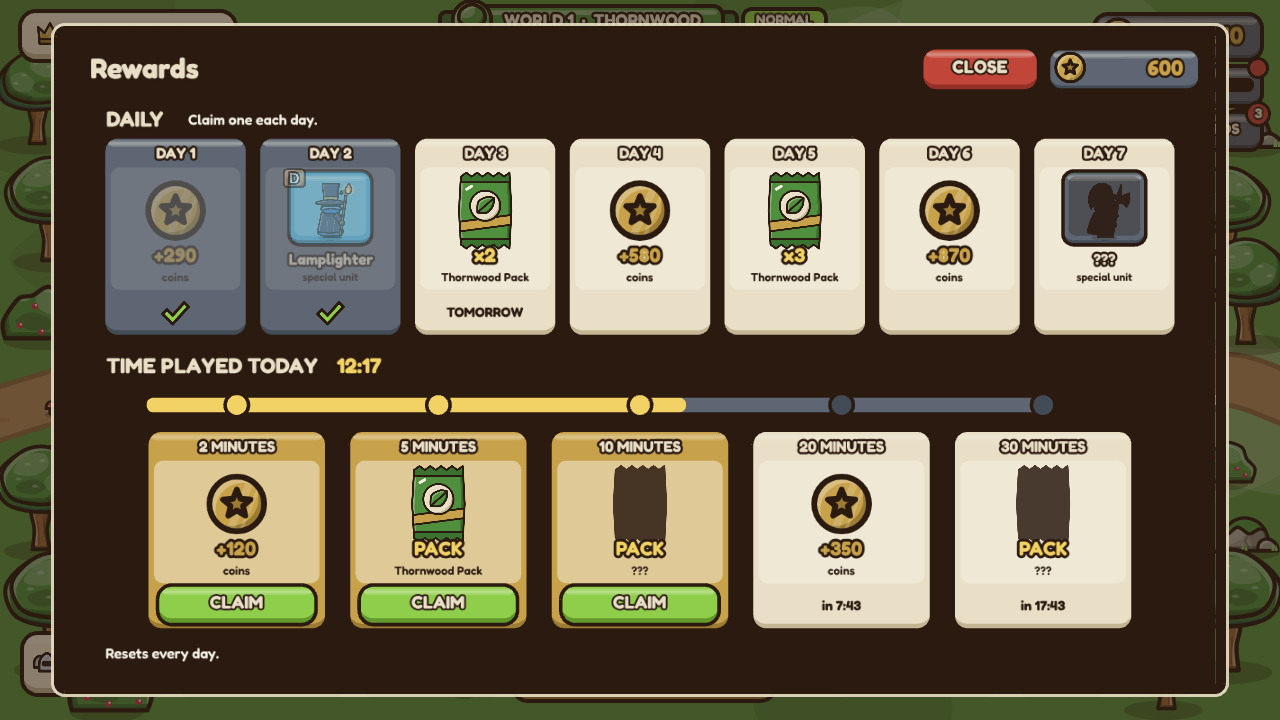 WORLD 1 · THORNWOOD
NORMAL
Rewards
CLOSE
600
DAILY
Claim one each day.
DAY 1
DAY 2
DAY 3
DAY 4
DAY 5
DAY 6
DAY 7
D
+290
Lamplighter
x2
+580
x3
+870
???
coins
special unit
Thornwood Pack
coins
Thornwood Pack
coins
special unit
TOMORROW
3
TIME PLAYED TODAY
12:17
2 MINUTES
5 MINUTES
10 MINUTES
20 MINUTES
30 MINUTES
+120
PACK
PACK
+350
PACK
coins
Thornwood Pack
???
coins
???
CLAIM
CLAIM
CLAIM
in 7:43
in 17:43
Resets every day.